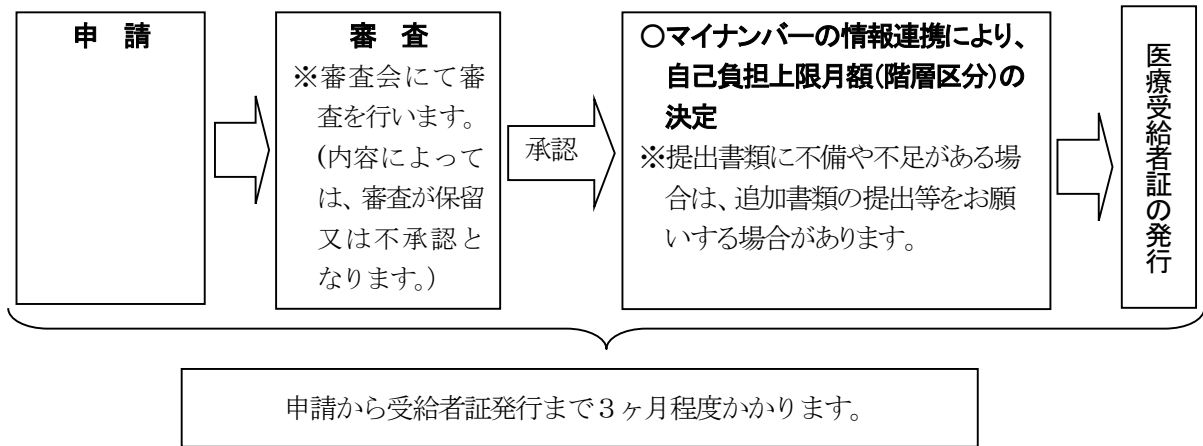 申　請
審　査
※審査会にて審
査を行います。
(内容によって
は、審査が保留
又は不承認と
なります。)
承認
○マイナンバーの情報連携により、
自己負担上限月額(階層区分)の
決定
※提出書類に不備や不足がある場
合は、追加書類の提出等をお願
いする場合があります。
医療受給者証の発行
申請から受給者証発行まで３ヶ月程度かかります。